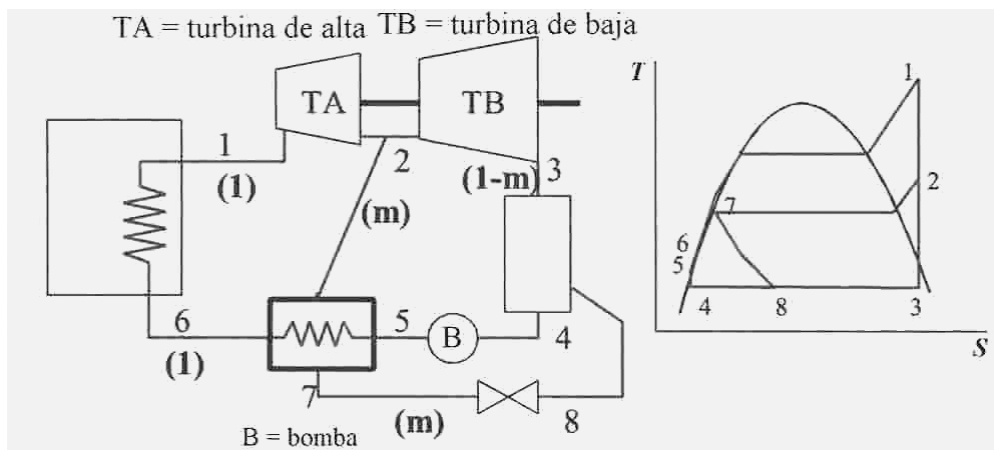 TA = turbina de alta TB = turbina de baja
TA
TB
1
(1)
2
(m)
(1-m)
3
6
(1)
5
B
4
7
(m)
8
B = bomba
T
1
2
7
6
5
4
8
3
S